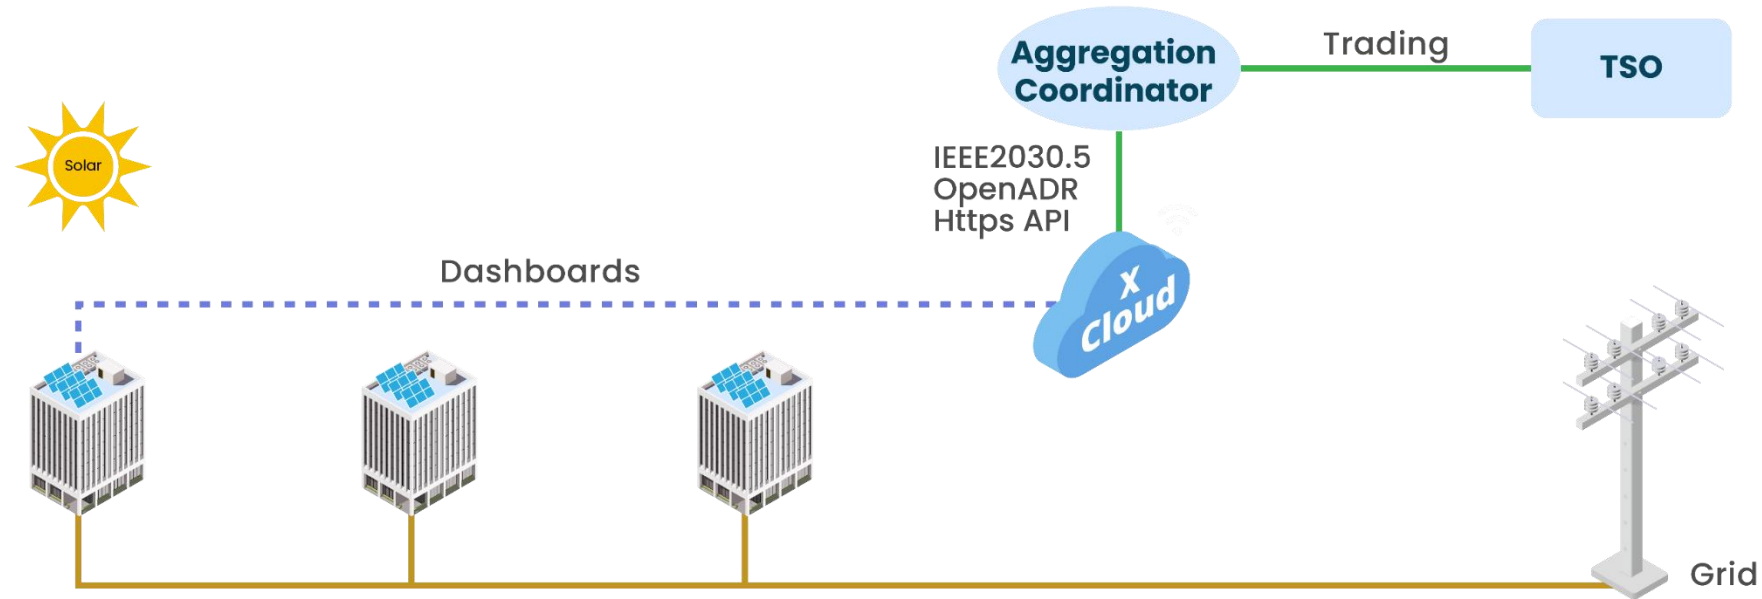 Aggregation
Coordinator
Trading
TSO
Solar
IEEE2030.5
OpenADR
Https API
Dashboards
X
Cloud
Grid